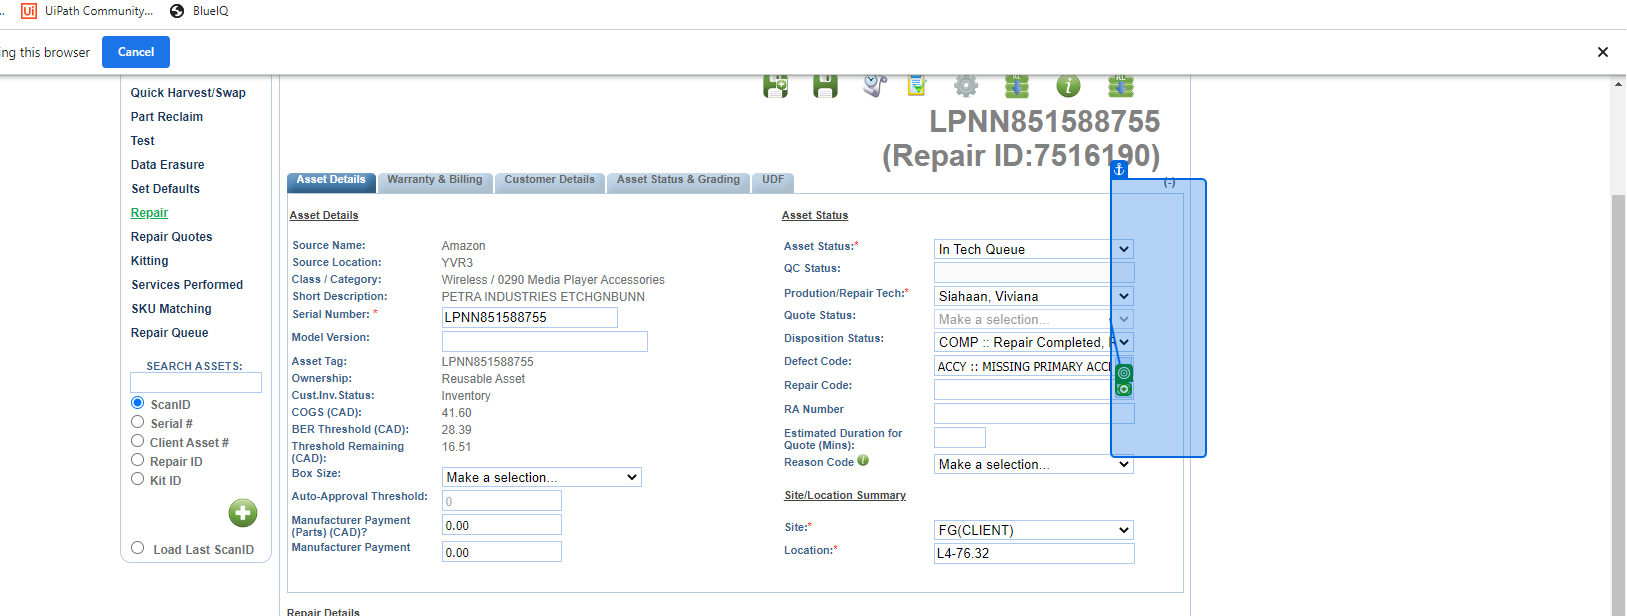 UiPath Community...
BlueIQ
ing this browser
Cancel
Quick Harvest/Swap
Part Reclaim
Test
Data Erasure
Set Defaults
Repair
Repair Quotes
Kitting
Services Performed
SKU Matching
Repair Queue
SEARCH ASSETS:
ScanID
Serial #
Client Asset #
Repair ID
Kit ID
Load Last ScanID
LPNN851588755
(Repair ID:7516190)
Asset Details Warranty & Billing Customer Details Asset Status & Grading UDF
(-)
Asset Details
Source Name: Amazon
Source Location: YVR3
Class / Category: Wireless / 0290 Media Player Accessories
Short Description: PETRA INDUSTRIES ETCHGNBUNN
Serial Number: * LPNN851588755
Model Version:
Asset Tag: LPNN851588755
Ownership: Reusable Asset
Cust.Inv.Status: Inventory
COGS (CAD): 41.60
BER Threshold (CAD): 28.39
Threshold Remaining 16.51
(CAD):
Box Size: Make a selection...
Auto-Approval Threshold: 0
Manufacturer Payment
(Parts) (CAD)? 0.00
Manufacturer Payment 0.00
Asset Status
Asset Status:* In Tech Queue
QC Status:
Prodution/Repair Tech:* Siahaan, Viviana
Quote Status: Make a selection...
Disposition Status: COMP :: Repair Completed,
Defect Code: ACCY :: MISSING PRIMARY ACC
Repair Code:
RA Number
Estimated Duration for
Quote (Mins):
Reason Code Make a selection...
Site/Location Summary
Site:* FG(CLIENT)
Location:* L4-76.32
Repair Details